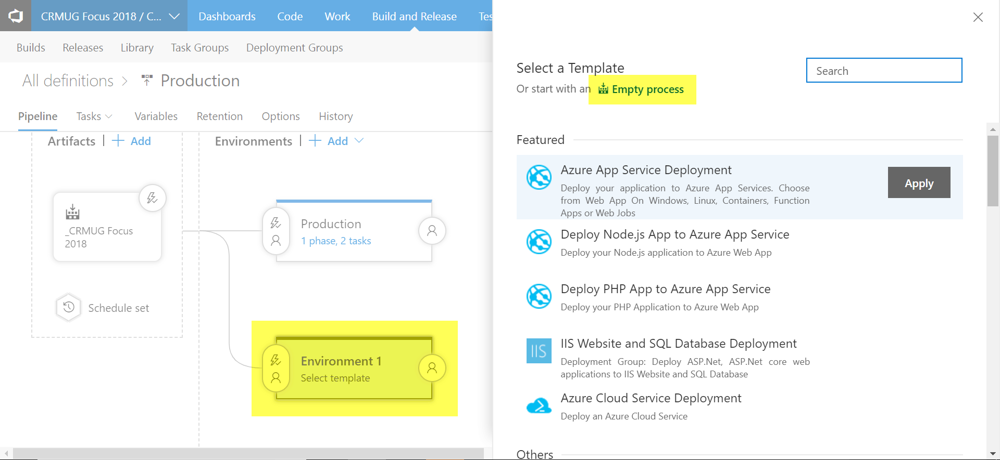 CRMUG Focus 2018 / C...
Dashboards
Code
Work
Build and Release
Tes
Builds
Releases
Library
Task Groups
Deployment Groups
All definitions
Production
Pipeline
Tasks
Variables
Retention
Options
History
Artifacts
Add
Environments
Add
_CRMUG Focus
2018
Schedule set
Production
1 phase, 2 tasks
Environment 1
Select template
Select a Template
Or start with an Empty process
Search
Featured
Azure App Service Deployment
Deploy your application to Azure App Services. Choose
from Web App On Windows, Linux, Containers, Function
Apps or Web Jobs
Apply
Deploy Node.js App to Azure App Service
Deploy your Node.js application to Azure Web App
Deploy PHP App to Azure App Service
Deploy your PHP Application to Azure Web App
IIS
IIS Website and SQL Database Deployment
Deployment Group: Deploy ASP.Net, ASP.Net core web
applications to IIS Website and SQL Database
Azure Cloud Service Deployment
Deploy an Azure Cloud Service
Others